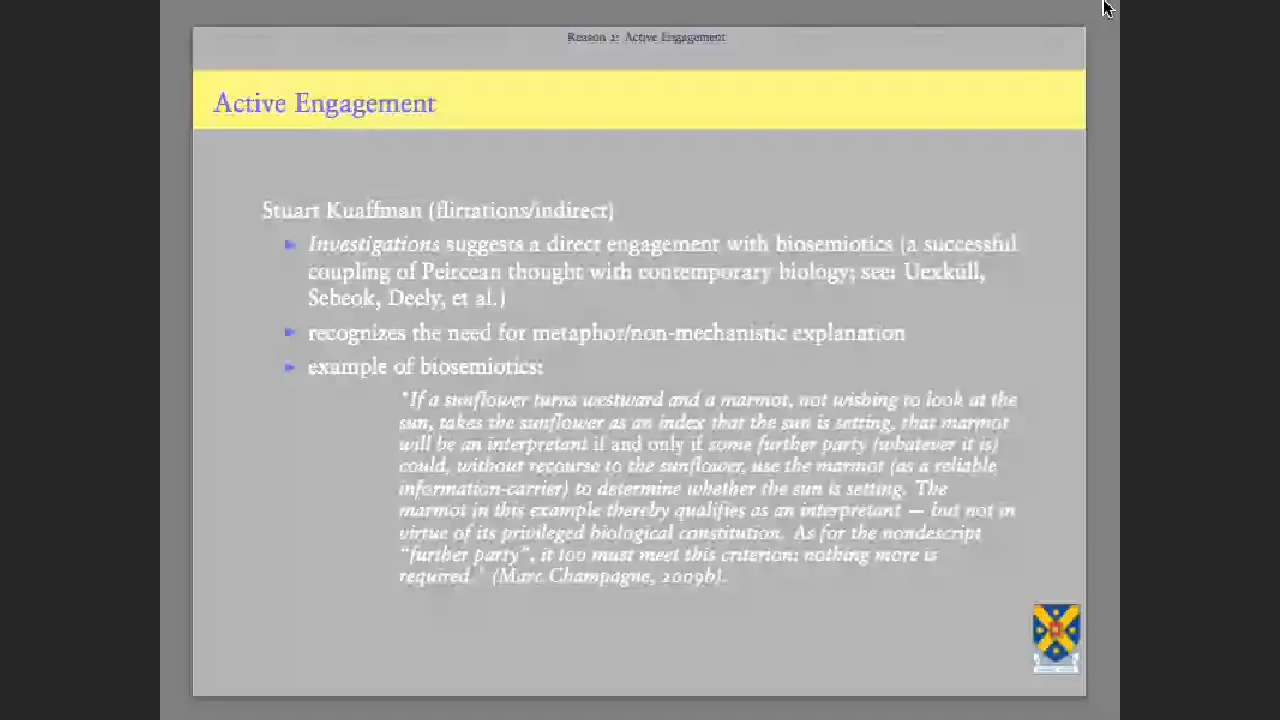 Reason 2: Active Engagement
Active Engagement
Stuart Kuaffman (flirtations/indirect)
Investigations suggests a direct engagement with biosemiotics (a successful
coupling of Peircean thought with contemporary biology; see: Uexküll,
Sebeok, Deely, et al.)
recognizes the need for metaphor/non-mechanistic explanation
example of biosemiotics:
"If a sunflower turns westward and a marmot, not wishing to look at the
sun, takes the sunflower as an index that the sun is setting, that marmot
will be an interpretant if and only if some further party (whatever it is)
could, without recourse to the sunflower, use the marmot (as a reliable
information-carrier) to determine whether the sun is setting. The
marmot in this example thereby qualifies as an interpretant — but not in
virtue of its privileged biological constitution. As for the nondescript
"further party", it too must meet this criterion; nothing more is
required." (Marc Champagne, 2009b).